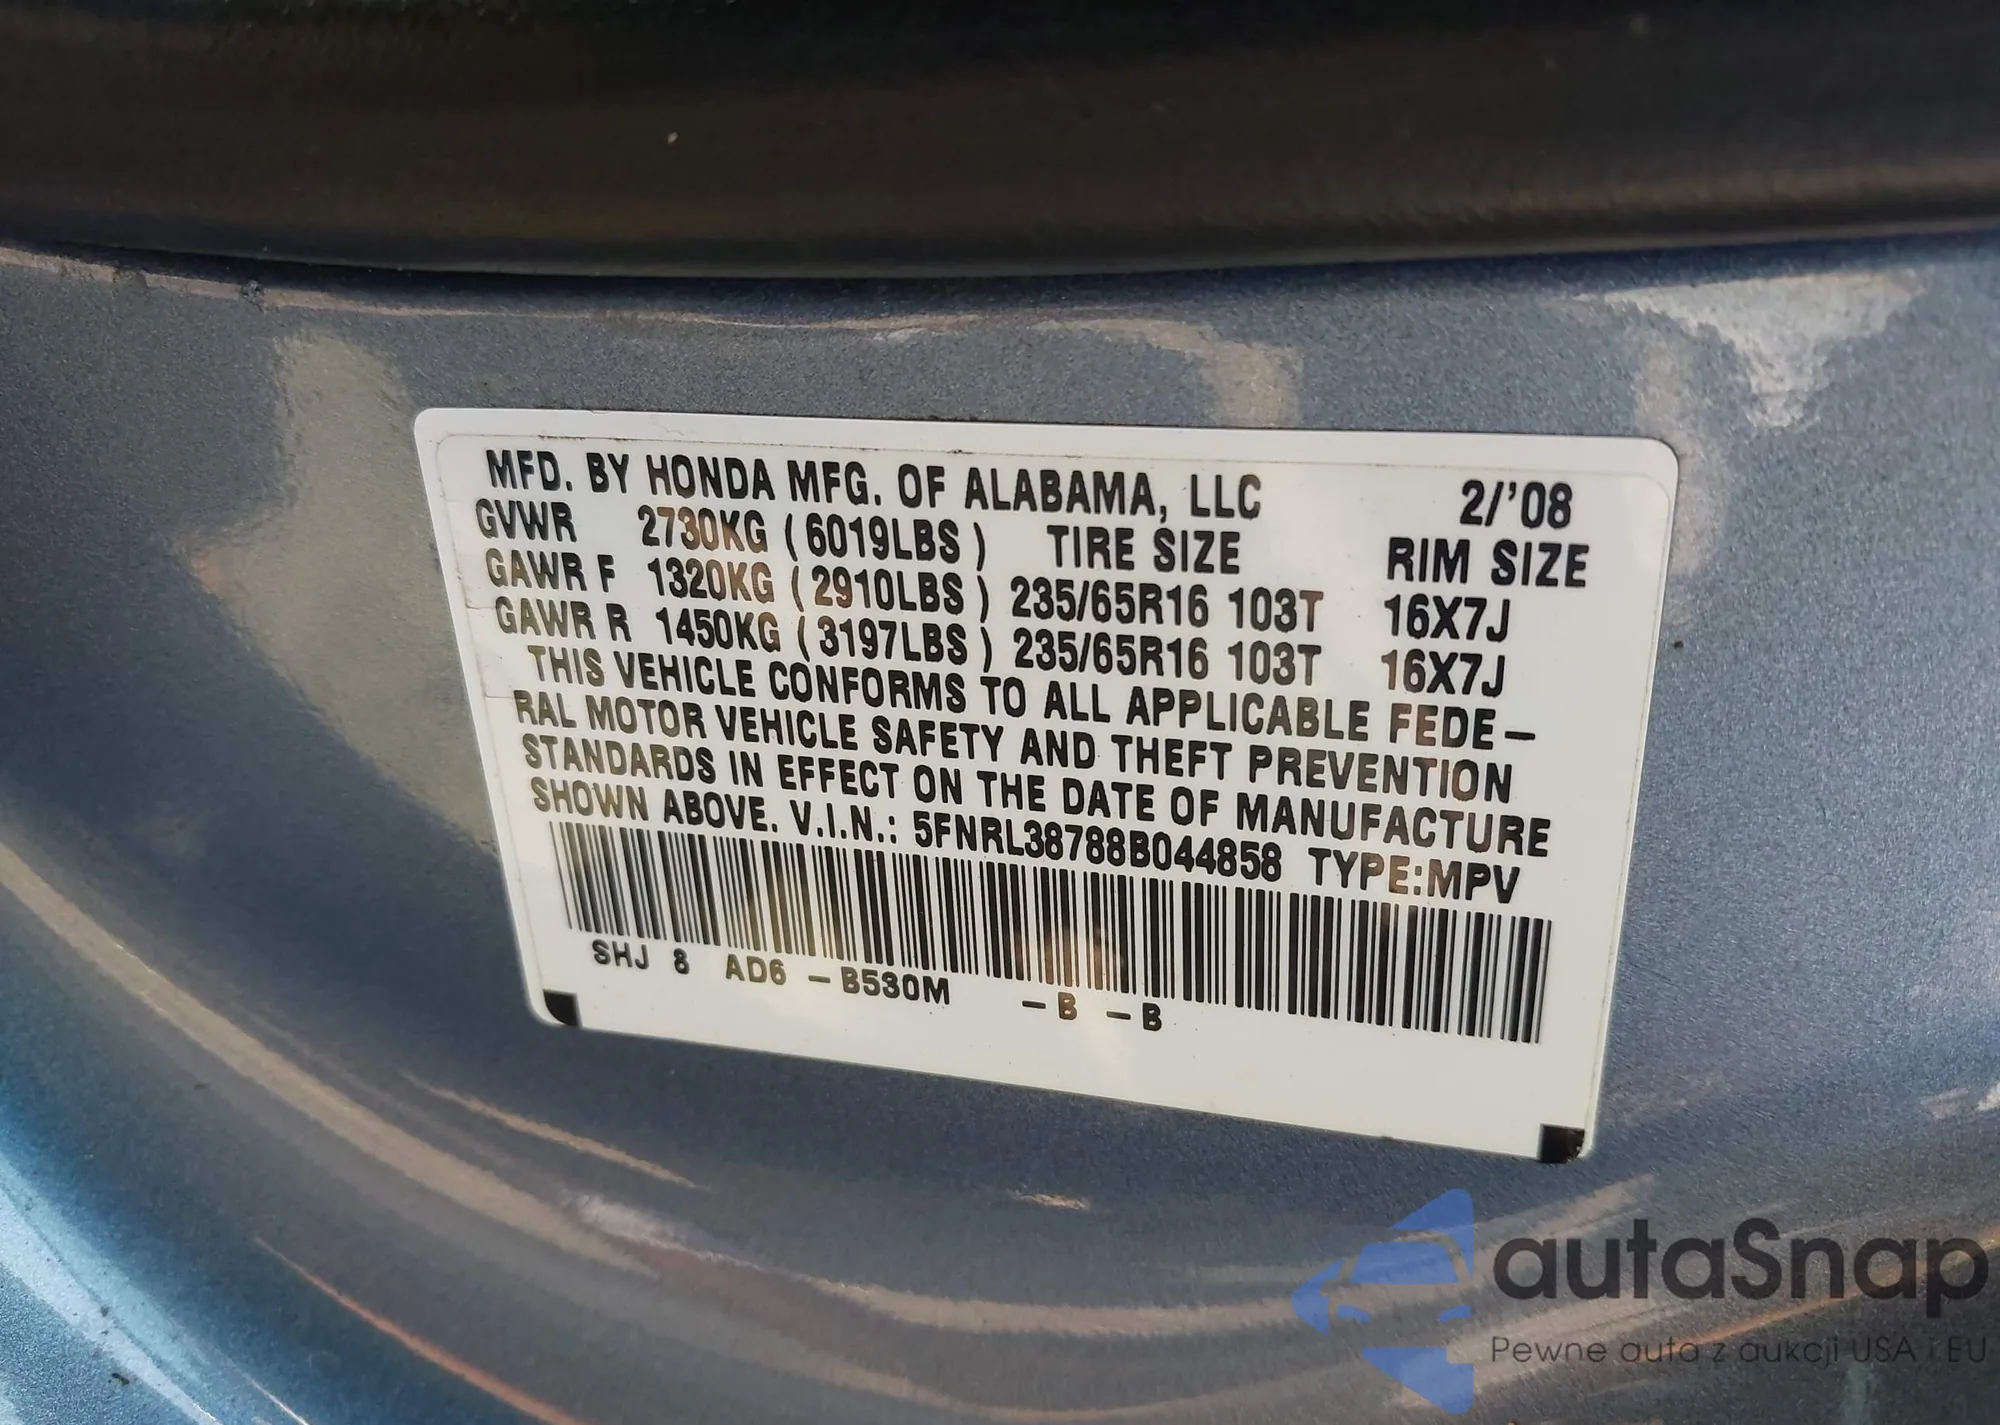 MFD. BY HONDA MFG. OF ALABAMA, LLC 2/'08
GVWR 2730KG (6019LBS) TIRE SIZE RIM SIZE
GAWR F 1320KG (2910LBS) 235/65R16 103T 16X7J
GAWR R 1450KG (3197LBS) 235/65R16 103T 16X7J
THIS VEHICLE CONFORMS TO ALL APPLICABLE FEDE-
RAL MOTOR VEHICLE SAFETY AND THEFT PREVENTION
STANDARDS IN EFFECT ON THE DATE OF MANUFACTURE
SHOWN ABOVE. V.I.N.: 5FNRL38788B044858 TYPE:MPV
SHJ 8 AD6 -B530M -B -B
autaSnap
Pewne auta z aukcji USA i EU